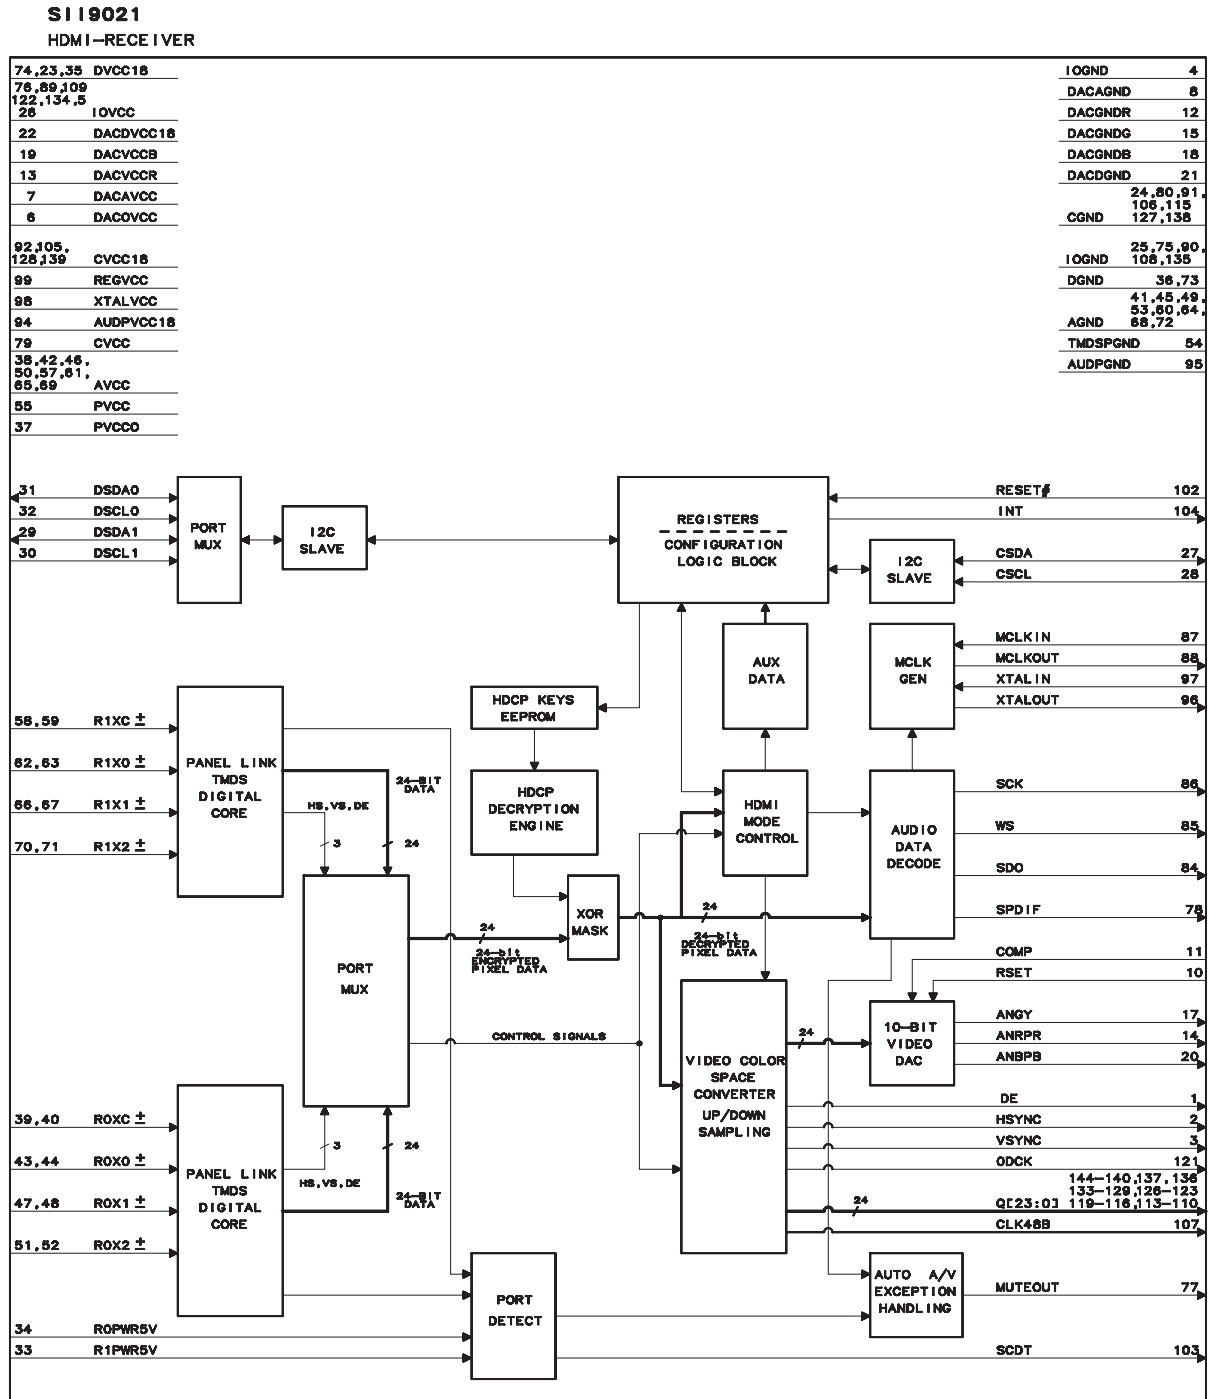 SII9021
HDMI-RECEIVER
74,23,35 DVCC18
76,89,109
122,134,5
26 IOVCC
22 DACDVCC18
19 DACVCCB
13 DACVCCR
7 DACAVCC
6 DACOVCC
92,105,
128,139 CVCC18
99 REGVCC
98 XTALVCC
94 AUDPVCC18
79 CVCC
38,42,46,
50,57,61,
65,69 AVCC
55 PVCC
37 PVCC0
IOGND 4
DACAGND 8
DACGNDR 12
DACGNDG 15
DACGNDB 18
DACDGND 21
24,80,91,
106,115
CGND 127,138
25,75,90,
IOGND 108,135
DGND 36,73
41,45,49,
53,60,64,
AGND 68,72
TMDSPGND 54
AUDPGND 95
31 DSDA0
32 DSCL0
29 DSDA1
30 DSCL1
PORT
MUX
I2C
SLAVE
REGISTERS
CONFIGURATION
LOGIC BLOCK
RESET# 102
INT 104
I2C
SLAVE
CSDA 27
CSCL 28
AUX
DATA
MCLK
GEN
MCLKIN 87
MCLKOUT 88
XTALIN 97
XTALOUT 96
HDCP KEYS
EEPROM
58,59 R1XC ±
62,63 R1X0 ±
66,67 R1X1 ±
70,71 R1X2 ±
PANEL LINK
TMDS
DIGITAL
CORE
24-BIT
DATA
HS,VS,DE
3
24
HDCP
DECRYPTION
ENGINE
HDMI
MODE
CONTROL
AUDIO
DATA
DECODE
SCK 86
WS 85
SDO 84
SPDIF 78
XOR
MASK
24
24-bit
ENCRYPTED
PIXEL DATA
24
24-bit
DECRYPTED
PIXEL DATA
PORT
MUX
COMP 11
RSET 10
10-BIT
VIDEO
DAC
ANGY 17
ANRPR 14
ANBPB 20
CONTROL SIGNALS
24
VIDEO COLOR
SPACE
CONVERTER
UP/DOWN
SAMPLING
DE 1
HSYNC 2
VSYNC 3
ODCK 121
144-140,137,136
133-129,126-123
Q[23:0] 119-116,113-110
24
CLK48B 107
39,40 R0XC ±
43,44 R0X0 ±
47,48 R0X1 ±
51,52 R0X2 ±
PANEL LINK
TMDS
DIGITAL
CORE
3
24
HS,VS,DE
24-BIT
DATA
PORT
DETECT
AUTO A/V
EXCEPTION
HANDLING
MUTEOUT 77
34 R0PWR5V
33 R1PWR5V
SCDT 103